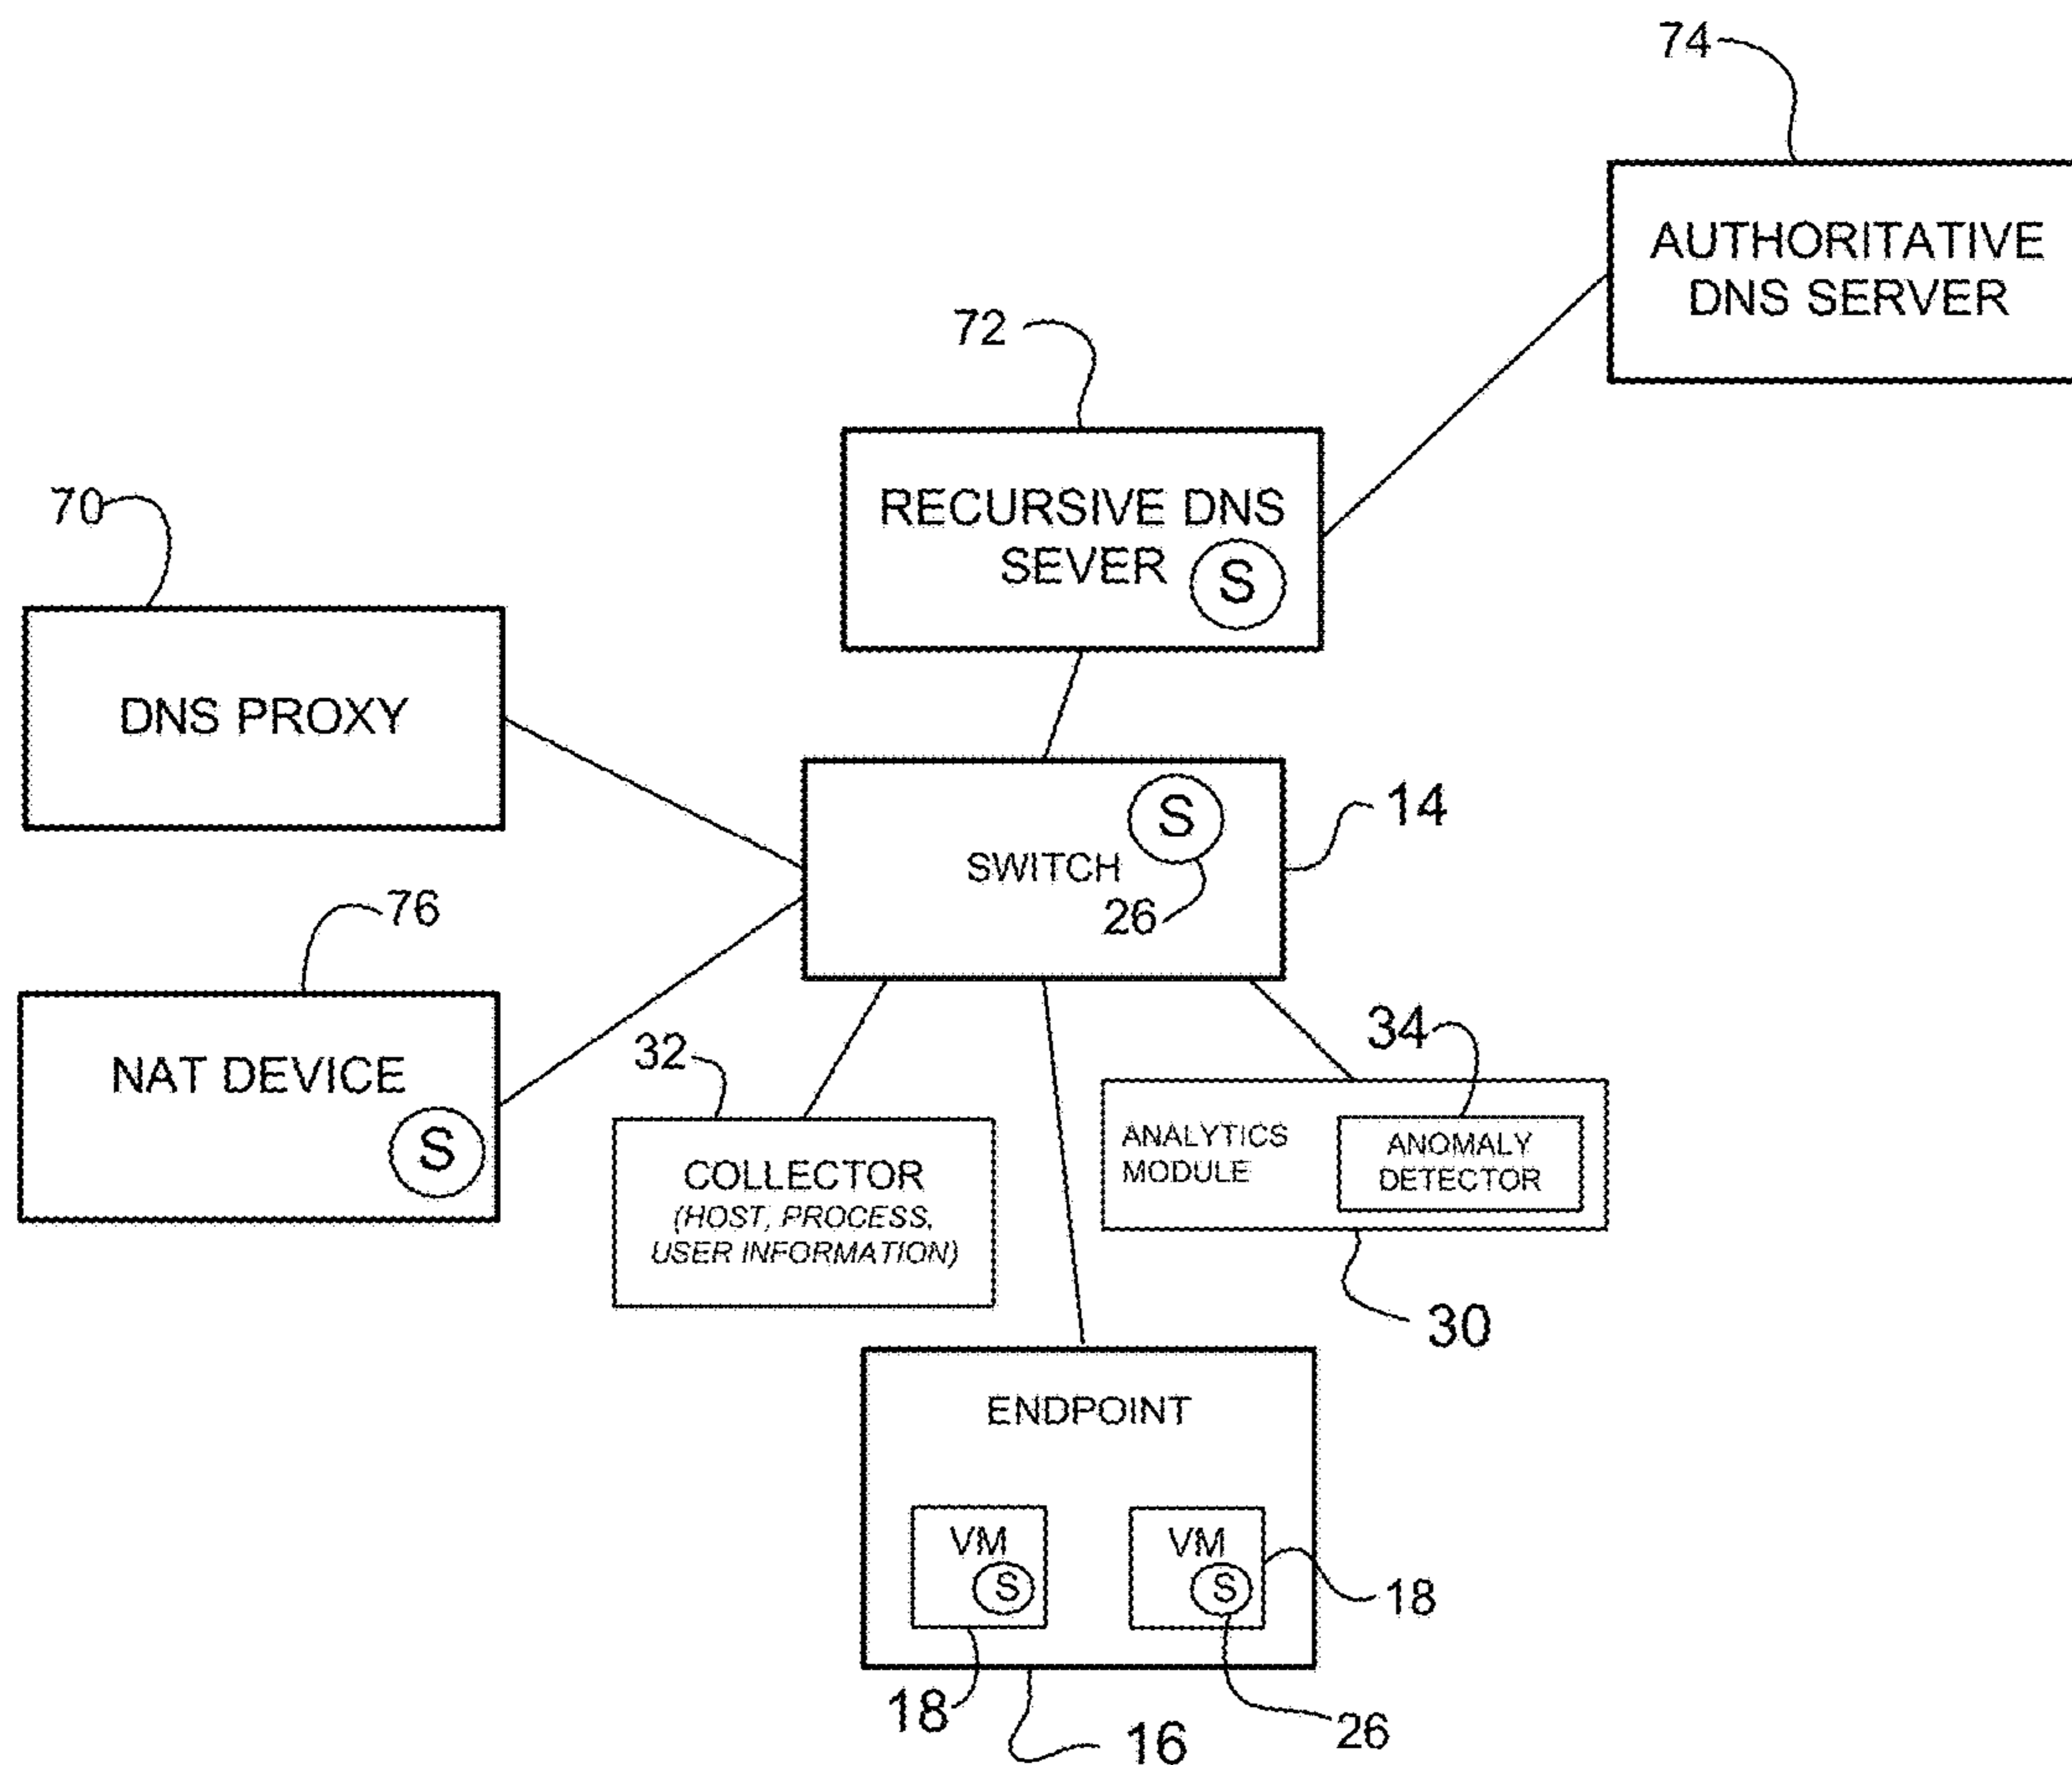 74
AUTHORITATIVE
DNS SERVER
72
RECURSIVE DNS
SEVER
S
70
DNS PROXY
S
SWITCH
26
14
76
NAT DEVICE
S
32
COLLECTOR
(HOST, PROCESS,
USER INFORMATION)
34
ANALYTICS
MODULE
ANOMALY
DETECTOR
30
ENDPOINT
VM
S
VM
S
18
18
16
26